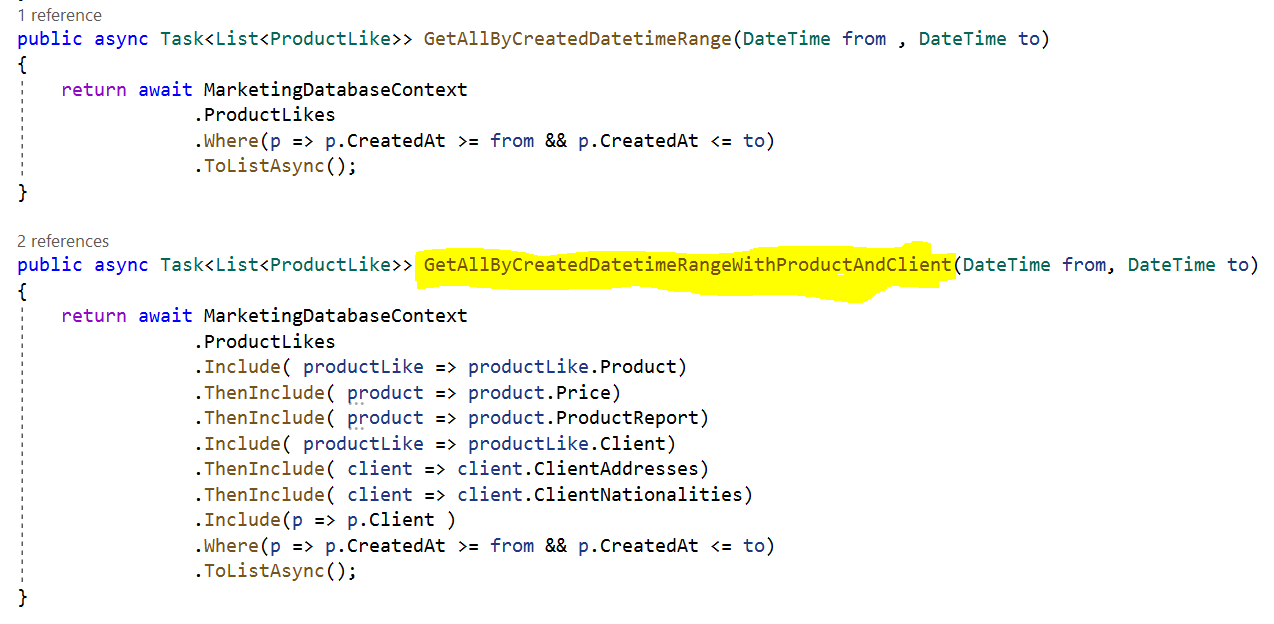 1 reference
public async Task<List<ProductLike>> GetAllByCreatedDatetimeRange(DateTime from , DateTime to)
{
    return await MarketingDatabaseContext
                .ProductLikes
                .Where(p => p.CreatedAt >= from && p.CreatedAt <= to)
                .ToListAsync();
}
2 references
public async Task<List<ProductLike>> GetAllByCreatedDatetimeRangeWithProductAndClient(DateTime from, DateTime to)
{
    return await MarketingDatabaseContext
                .ProductLikes
                .Include( productLike => productLike.Product)
                .ThenInclude( product => product.Price)
                .ThenInclude( product => product.ProductReport)
                .Include( productLike => productLike.Client)
                .ThenInclude( client => client.ClientAddresses)
                .ThenInclude( client => client.ClientNationalities)
                .Include(p => p.Client )
                .Where(p => p.CreatedAt >= from && p.CreatedAt <= to)
                .ToListAsync();
}